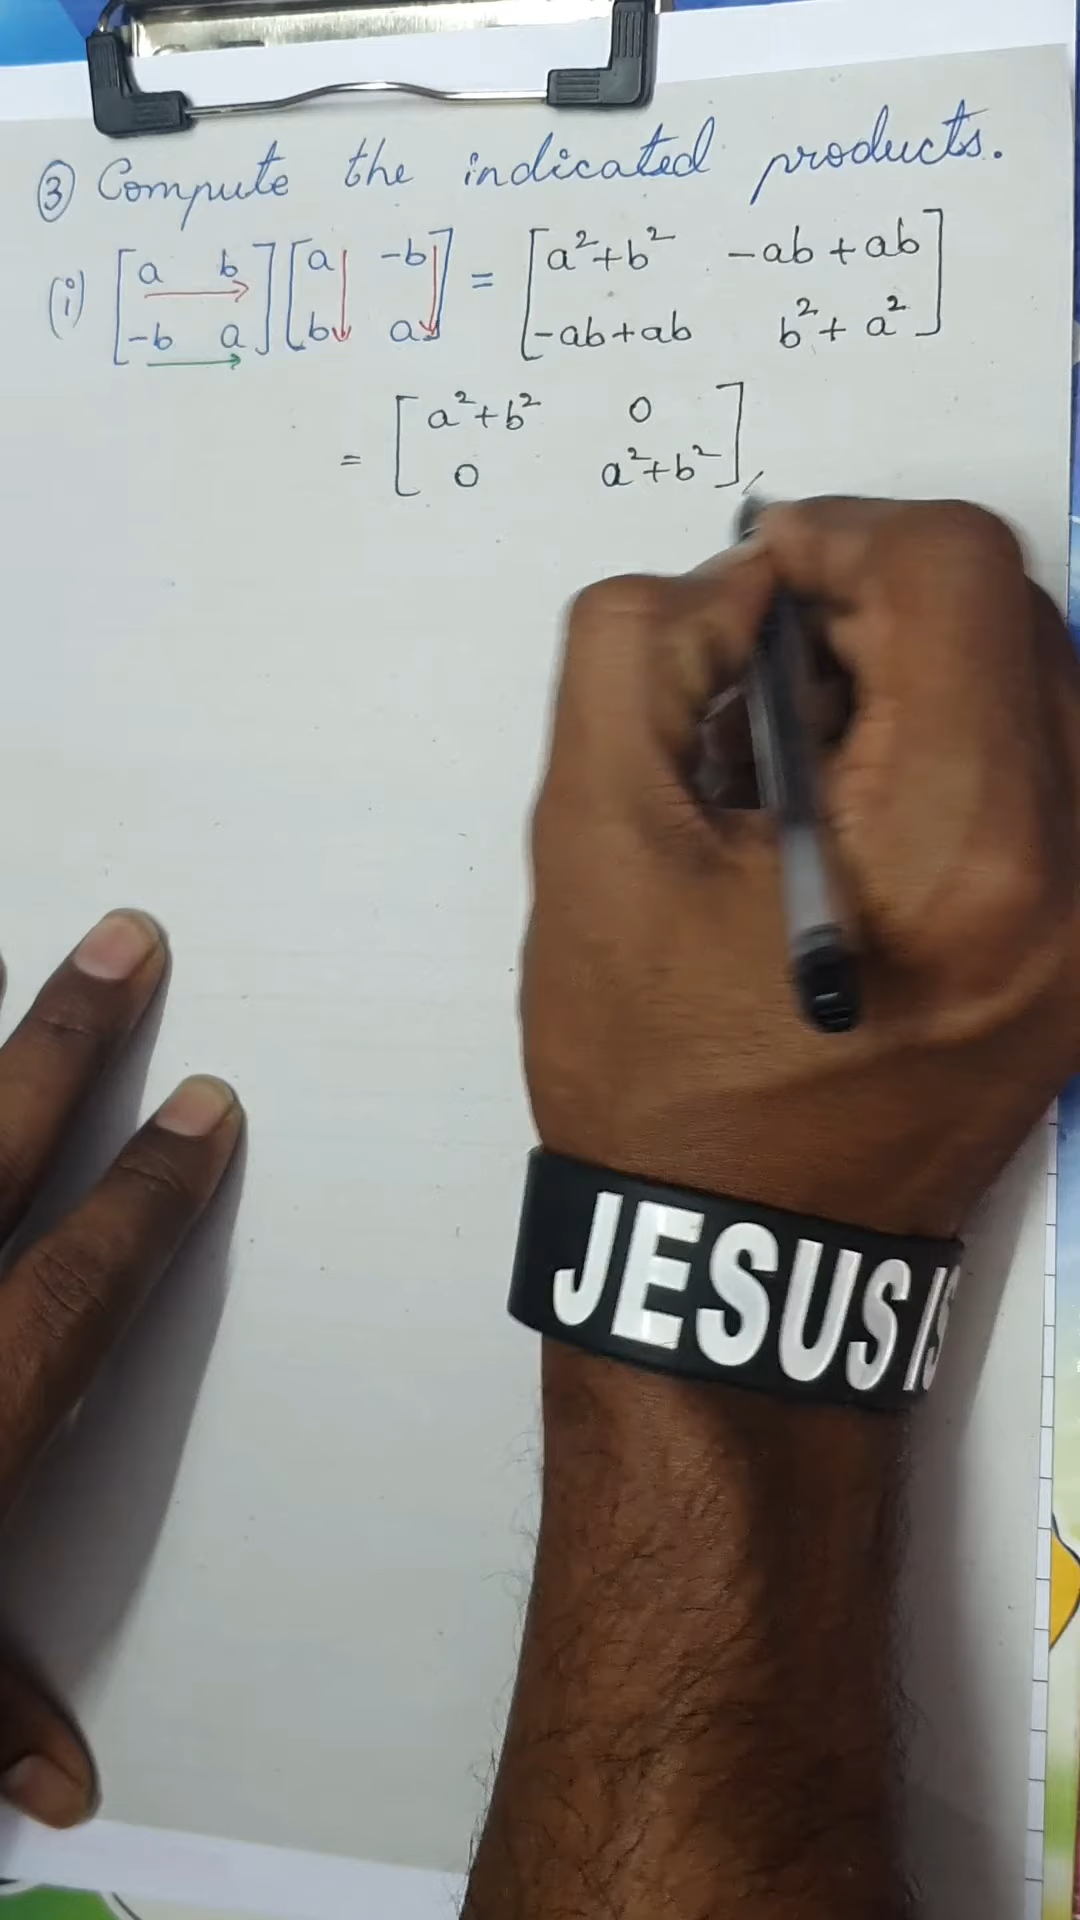 ③ Compute the indicated products.
(i) [a b -b a] [a -b b a] = [a²+b² -ab+ab -ab+ab b²+a²]
= [a²+b² 0 0 a²+b²]
JESUS IS